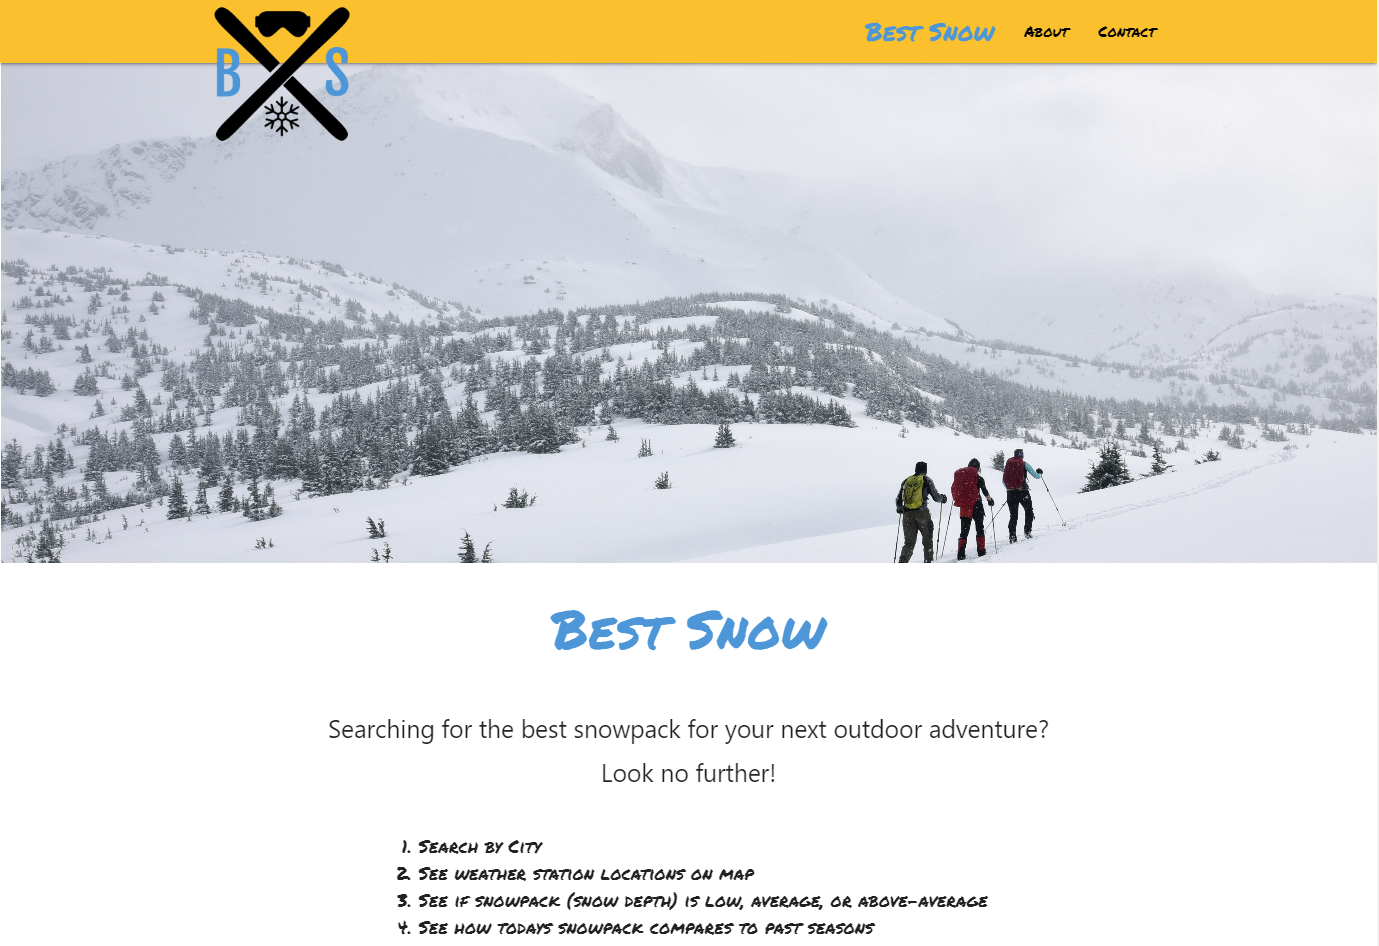 B S
Best Snow About Contact
Best Snow
Searching for the best snowpack for your next outdoor adventure?
Look no further!
1. Search by City
2. See weather station locations on map
3. See if snowpack (snow depth) is low, average, or above-average
4. See how todays snowpack compares to past seasons